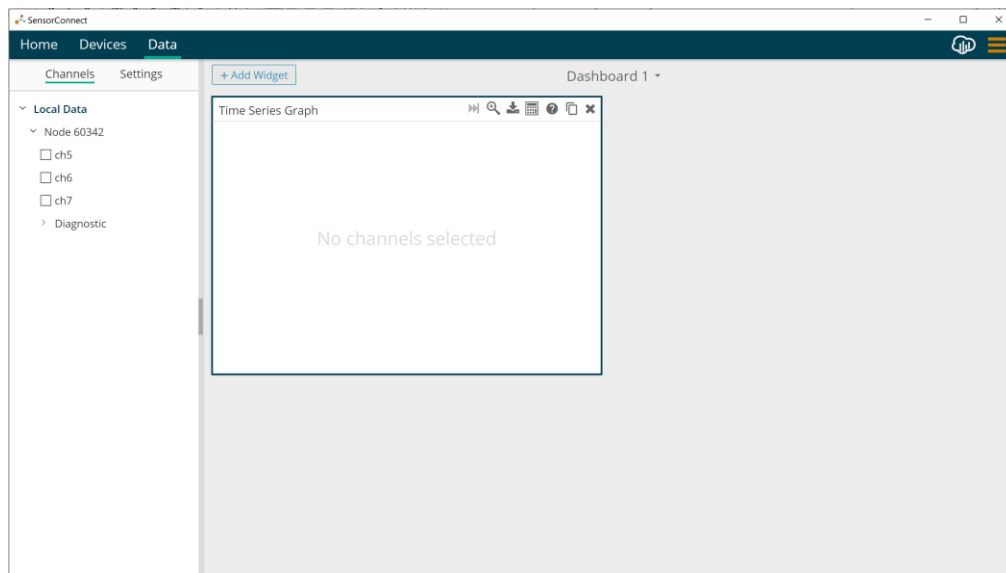 SensorConnect
Home Devices Data
Channels Settings
+ Add Widget
Dashboard 1
Local Data
Node 60342
ch5
ch6
ch7
Diagnostic
Time Series Graph
No channels selected